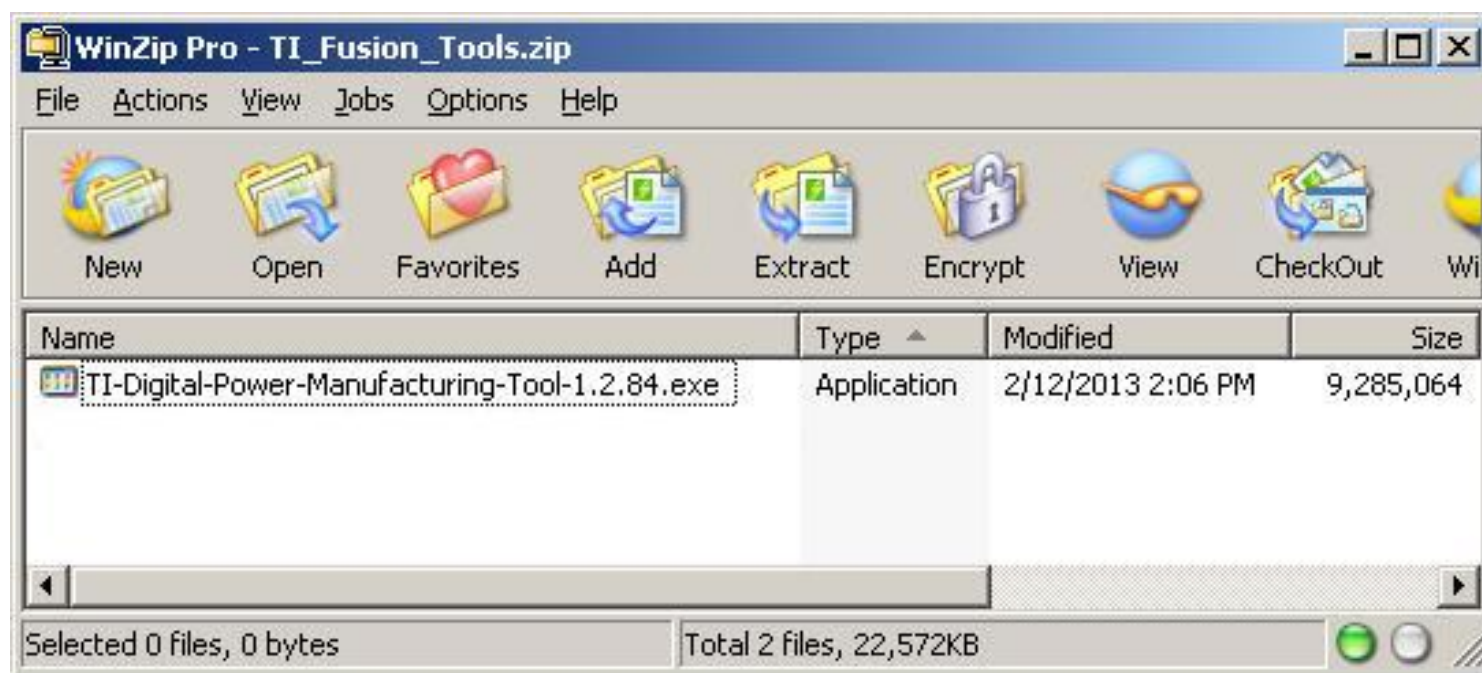 WinZip Pro - TI_Fusion_Tools.zip
File Actions View Jobs Options Help
New Open Favorites Add Extract Encrypt View CheckOut Wi
Name Type Modified Size
TI-Digital-Power-Manufacturing-Tool-1.2.84.exe Application 2/12/2013 2:06 PM 9,285,064
Selected 0 files, 0 bytes Total 2 files, 22,572KB